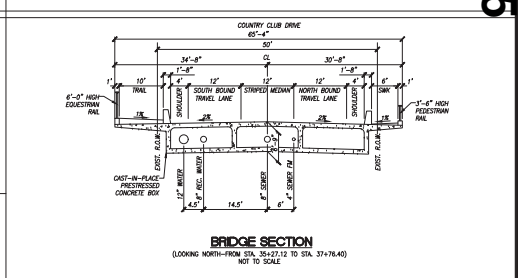 COUNTRY CLUB DRIVE
65'-4"
50'
34'-8"
CL
30'-8"
1'-8"
1'-8"
1'
10'
4'
12'
12'
12'
4'
6'
1'
TRAIL
SHOULDER
SOUTH BOUND
TRAVEL LANE
STRIPED MEDIAN
NORTH BOUND
TRAVEL LANE
SHOULDER
SWK
6'-0" HIGH
EQUESTRIAN
RAIL
3'-6" HIGH
PEDESTRIAN
RAIL
1%
2%
2%
1%
EXIST. R.O.W.
EXIST. R.O.W.
CAST-IN-PLACE
PRESTRESSED
CONCRETE BOX
12" WATER
8" REC. WATER
8" SEWER
4" SEWER FM
4.5'
14.5'
6'
BRIDGE SECTION
(LOOKING NORTH-FROM STA. 35+27.12 TO STA. 37+76.40)
NOT TO SCALE